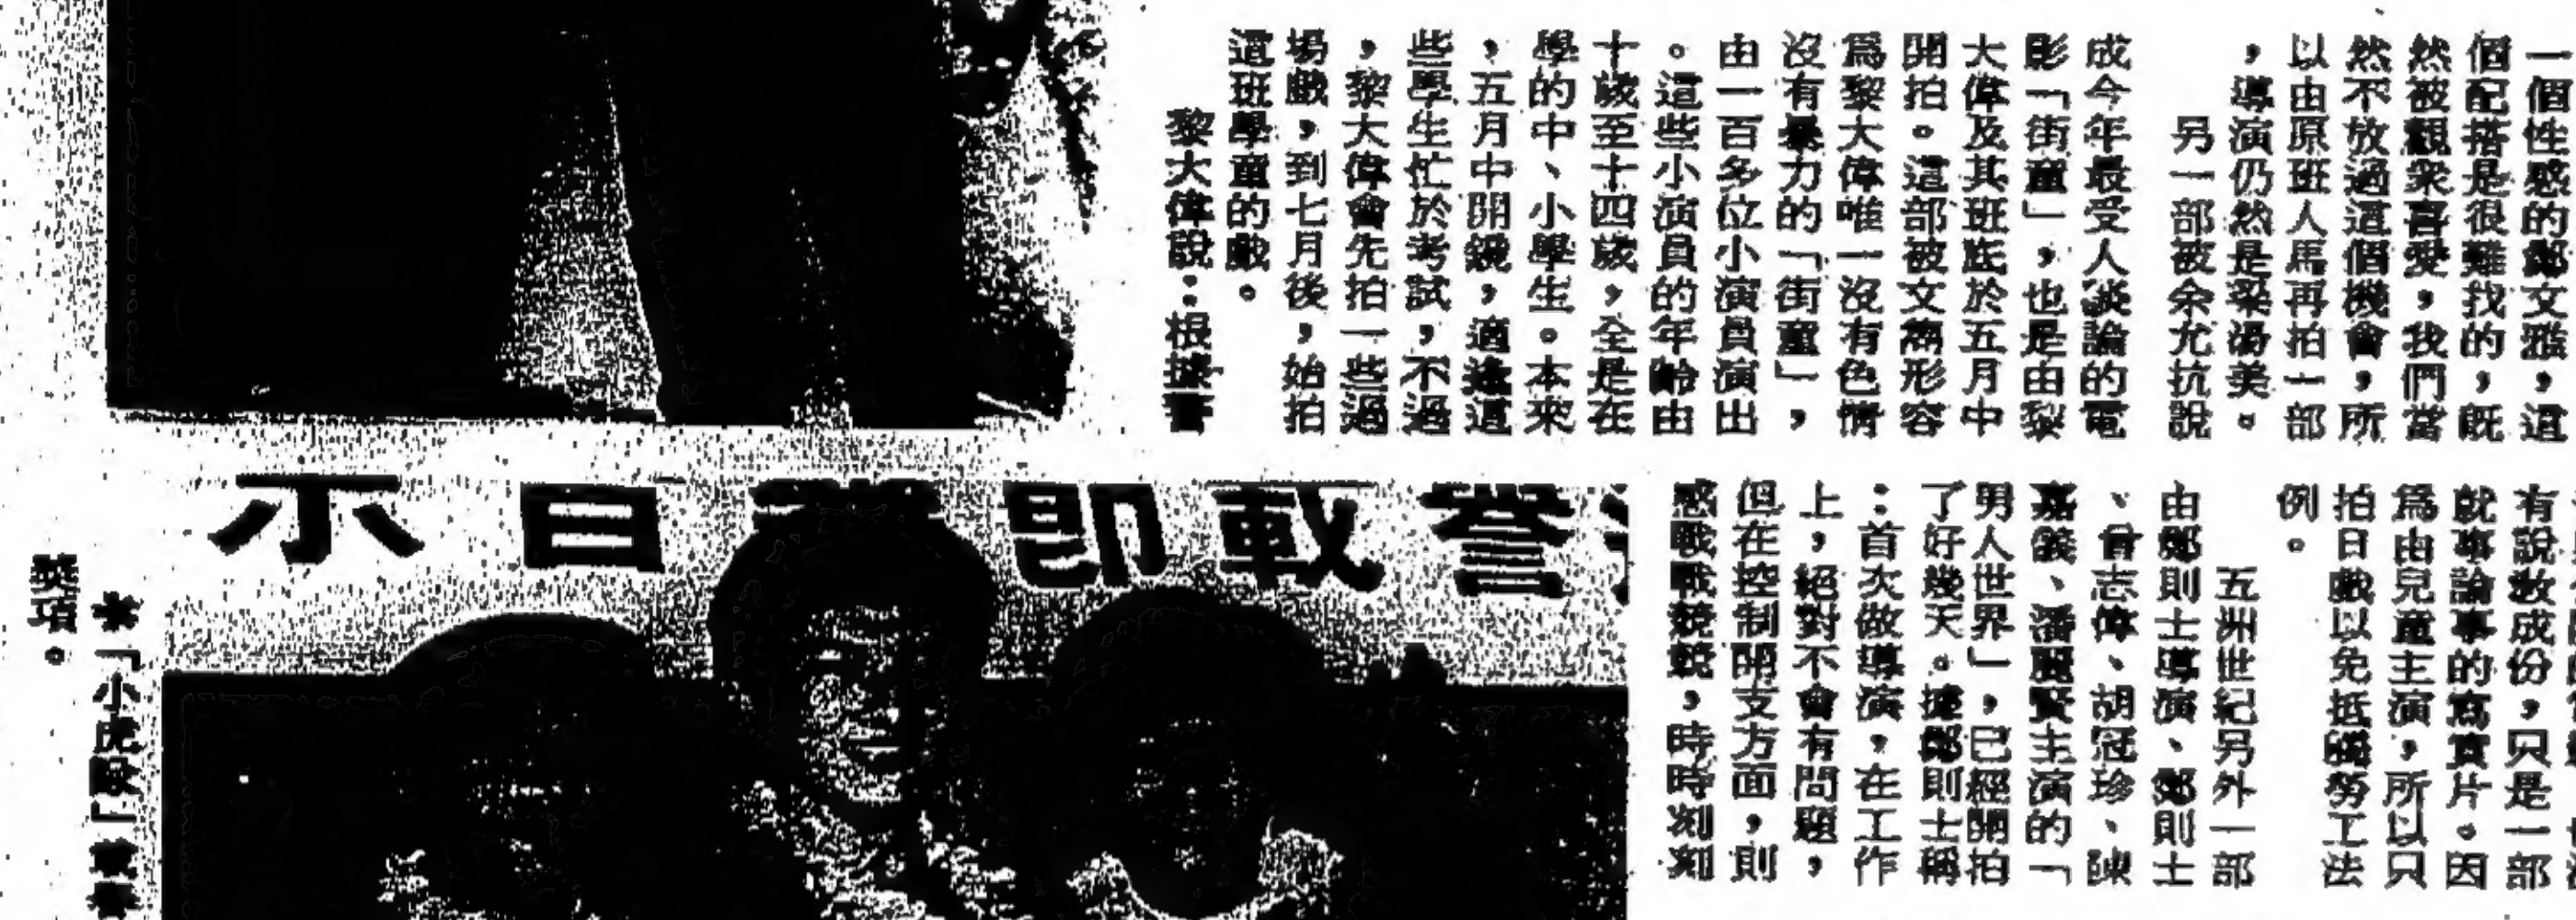 一個性感的鄭文雅，這
個配搭是很難找的，既
然被觀衆喜愛，我們當
然不放過這個機會，所
以由原班人馬再拍一部
，導演仍然是梁湯美。
另一部被余允抗說
成今年最受人談論的電
影「街童」，也是由黎
大偉及其班底於五月中
開拍。這部被文雋形容
爲黎大偉唯一沒有色情
沒有暴力的「街童」，
由一百多位小演員演出
。這些小演員的年齡由
十歲至十四歲，全是在
學的中、小學生。本來
，五月中開鏡，適逢這
些學生忙於考試，不過
，黎大偉會先拍一些過
場戲，到七月後，始拍
這班學童的戲。
黎大偉說：根據
有說教成份，只是一部
就事論事的寫實片。因
爲由兒童主演，所以只
拍日戲以免抵觸勞工法
例。
五洲世紀另外一部
由鄭則士導演、鄭則士
、曾志偉、胡冠珍、陳
嘉儀、潘麗賢主演的「
男人世界」，已經開拍
了好幾天。據鄭則士稱
：首次做導演，在工作
上，絕對不會有問題，
但在控制開支方面，則
感戰戰兢兢，時時刻刻
譽載即
「小虎隊」
獎項。